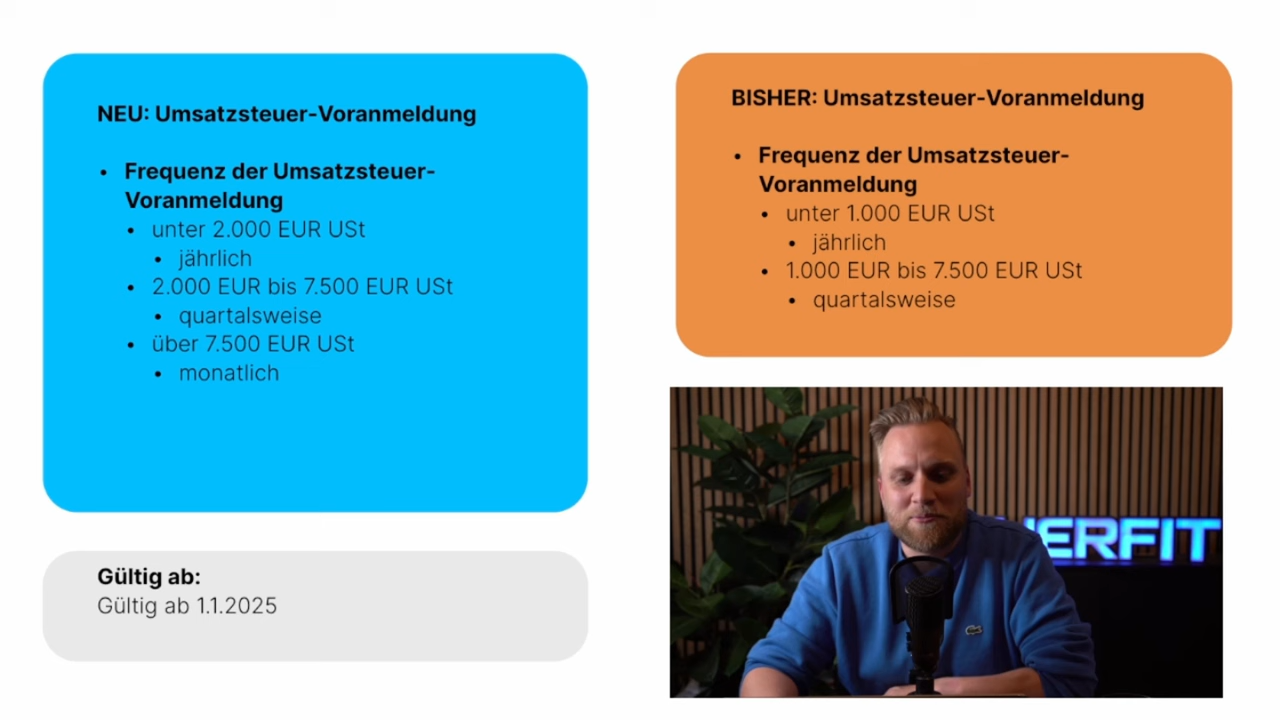 NEU: Umsatzsteuer-Voranmeldung
• Frequenz der Umsatzsteuer-
Voranmeldung
• unter 2.000 EUR USt
• jährlich
• 2.000 EUR bis 7.500 EUR USt
• quartalsweise
• über 7.500 EUR USt
• monatlich
Gültig ab:
Gültig ab 1.1.2025
BISHER: Umsatzsteuer-Voranmeldung
• Frequenz der Umsatzsteuer-
Voranmeldung
• unter 1.000 EUR USt
• jährlich
• 1.000 EUR bis 7.500 EUR USt
• quartalsweise
ERFIT